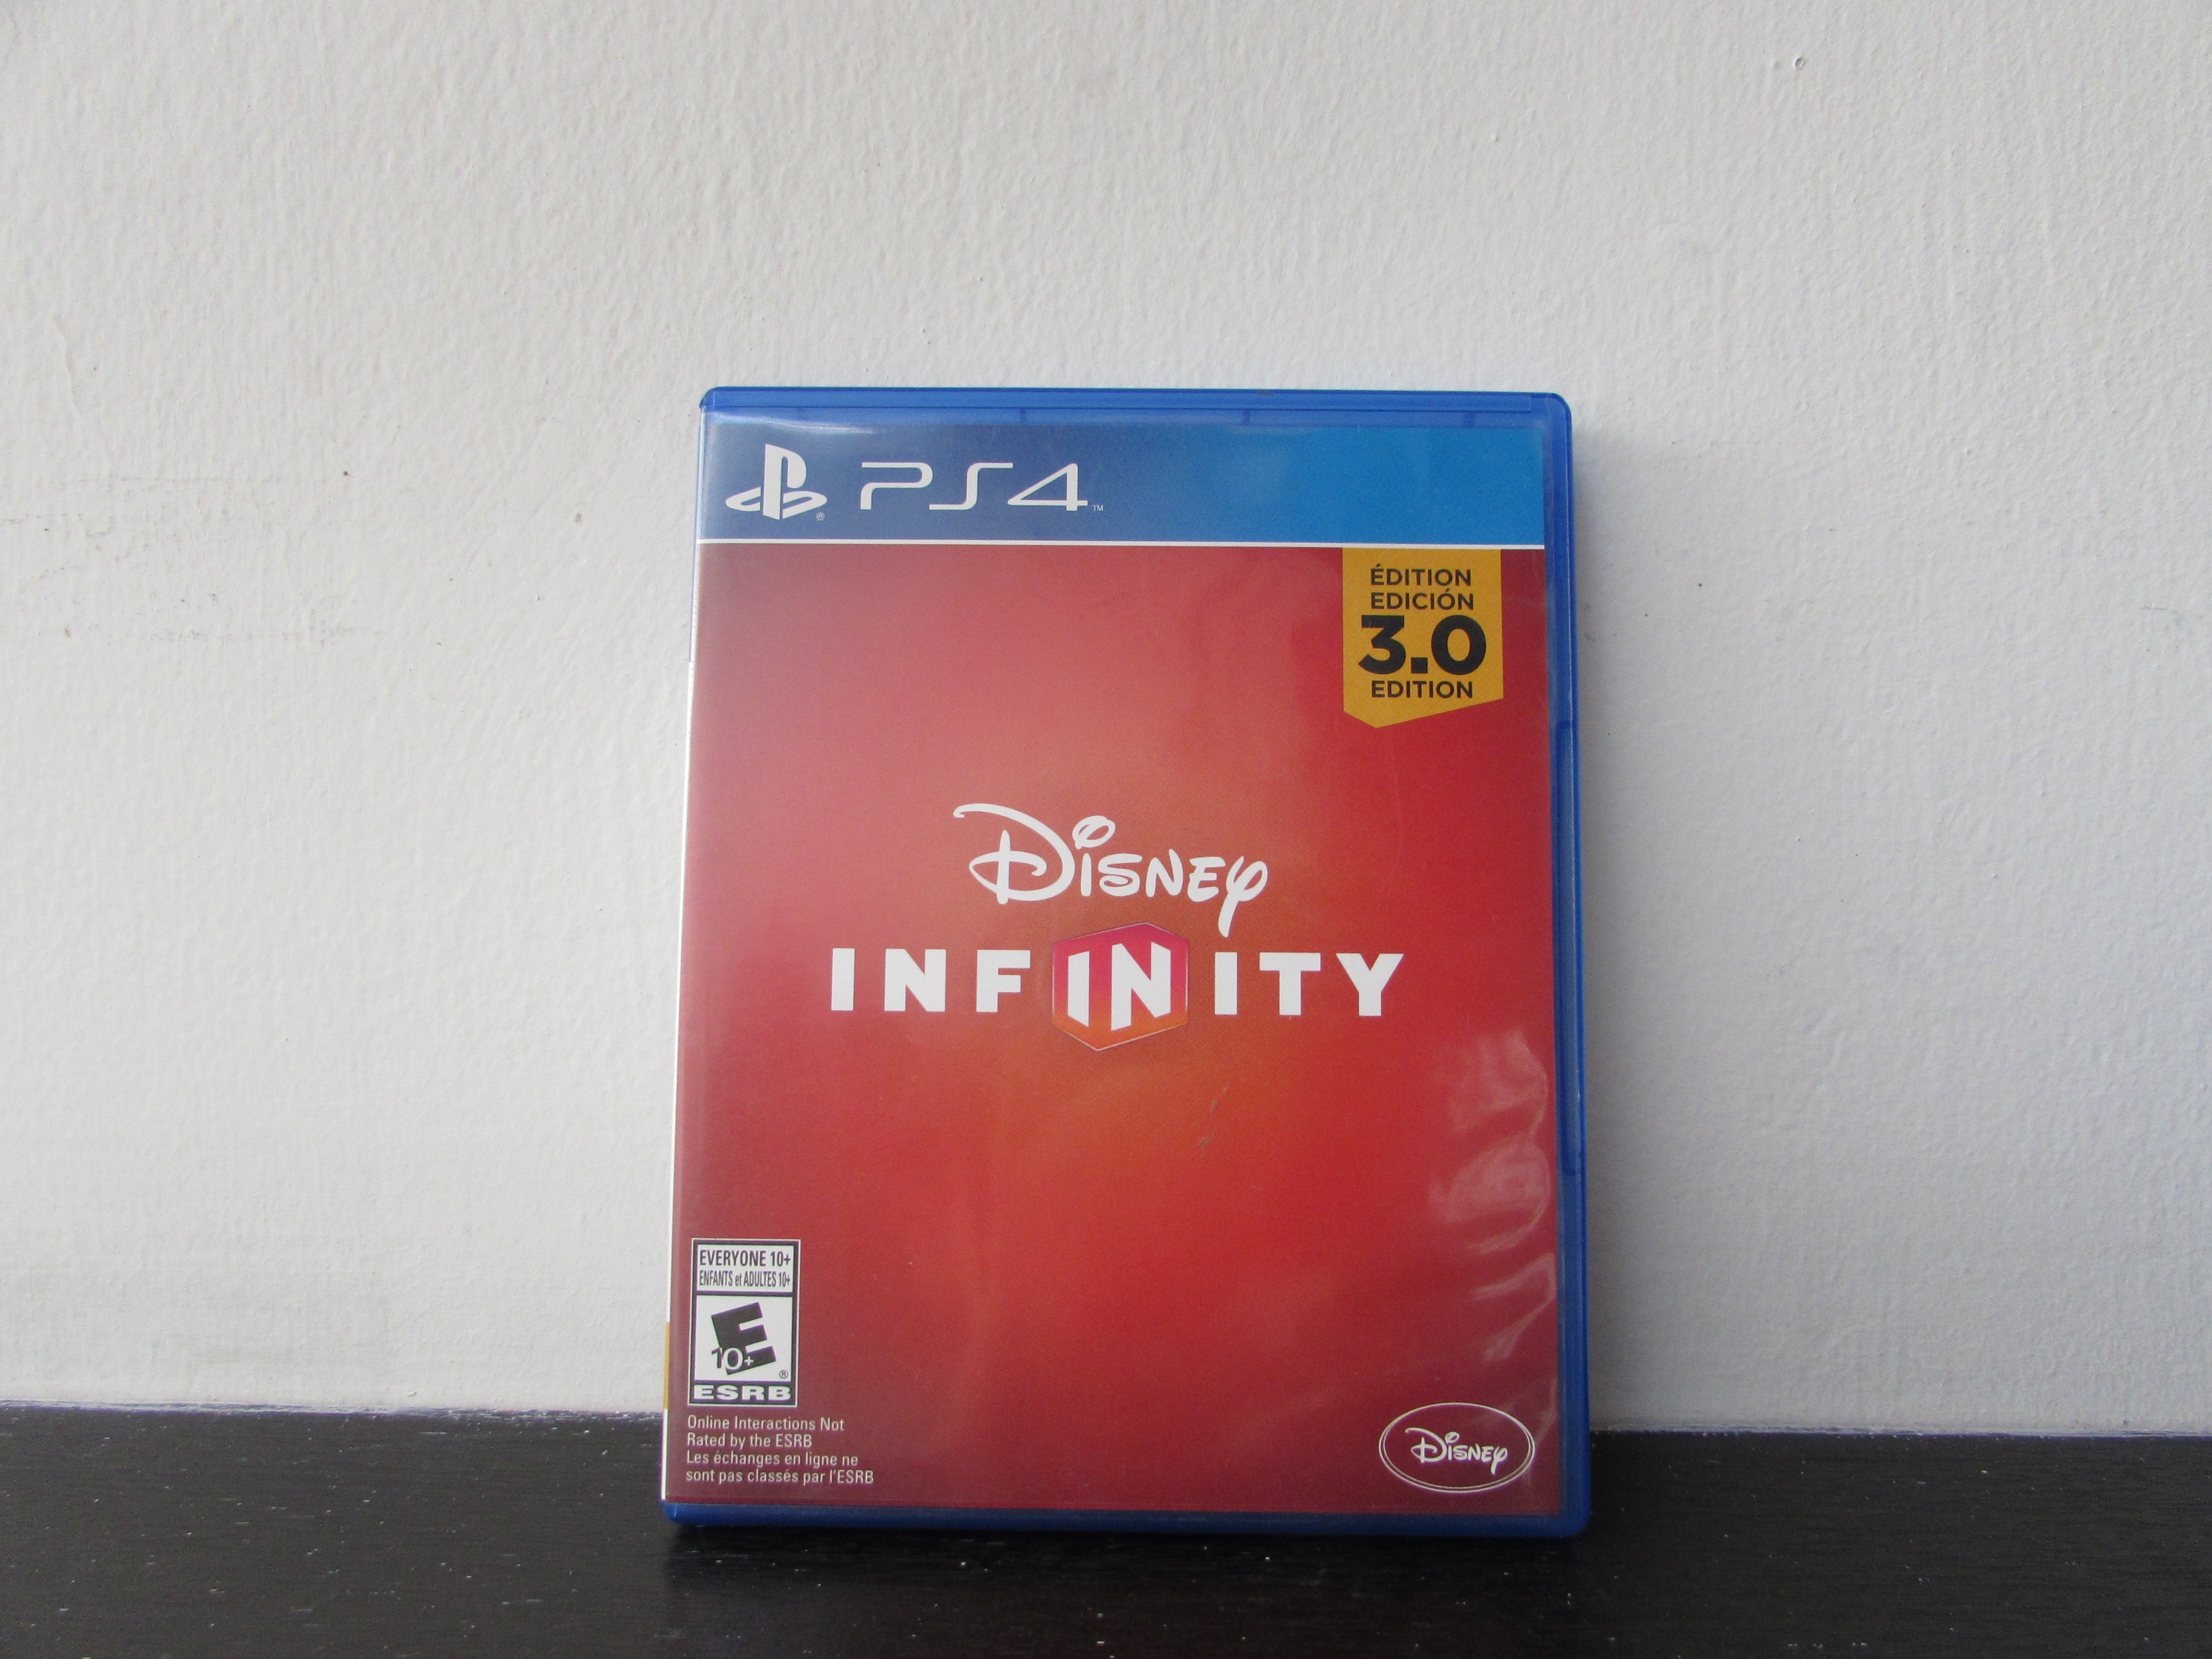 PS4™
ÉDITION
EDICIÓN
3.0
EDITION
Disney
INFINITY
EVERYONE 10+
ENFANTS et ADULTES 10+
E
10+
ESRB
Online Interactions Not
Rated by the ESRB
Les échanges en ligne ne
sont pas classés par l'ESRB
Disney